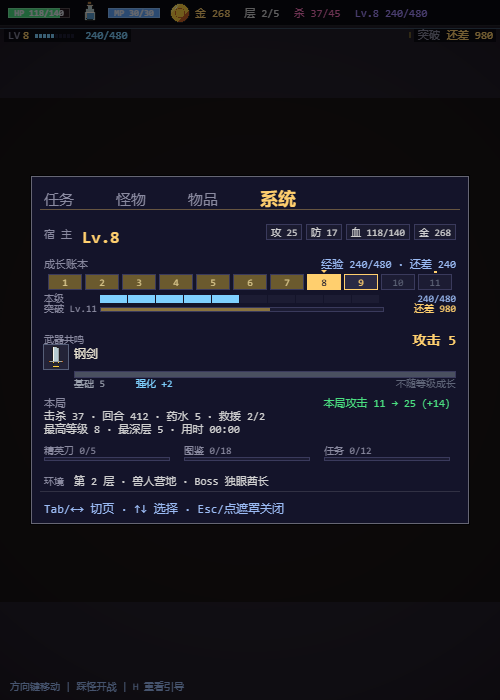 HP 118/140 MP 30/30 金 268 层 2/5 杀 37/45 Lv.8 240/480
LV 8 240/480 突破 还差 980
任务 怪物 物品 系统
宿 主 Lv.8 攻 25 防 17 血 118/140 金 268
成长账本 经验 240/480 · 还差 240
1 2 3 4 5 6 7 8 9 10 11
本级 240/480
突破 Lv.11 还差 980
武器共鸣 攻击 5
钢剑
基础 5 强化 +2 不随等级成长
本局 本局攻击 11 → 25 (+14)
击杀 37 · 回合 412 · 药水 5 · 救援 2/2
最高等级 8 · 最深层 5 · 用时 00:00
精英刀 0/5 图鉴 0/18 任务 0/12
环境 第 2 层 · 兽人营地 · Boss 独眼酋长
Tab/↔ 切页 · ↑↓ 选择 · Esc/点遮罩关闭
方向键移动 | 踩怪开战 | H 重看引导